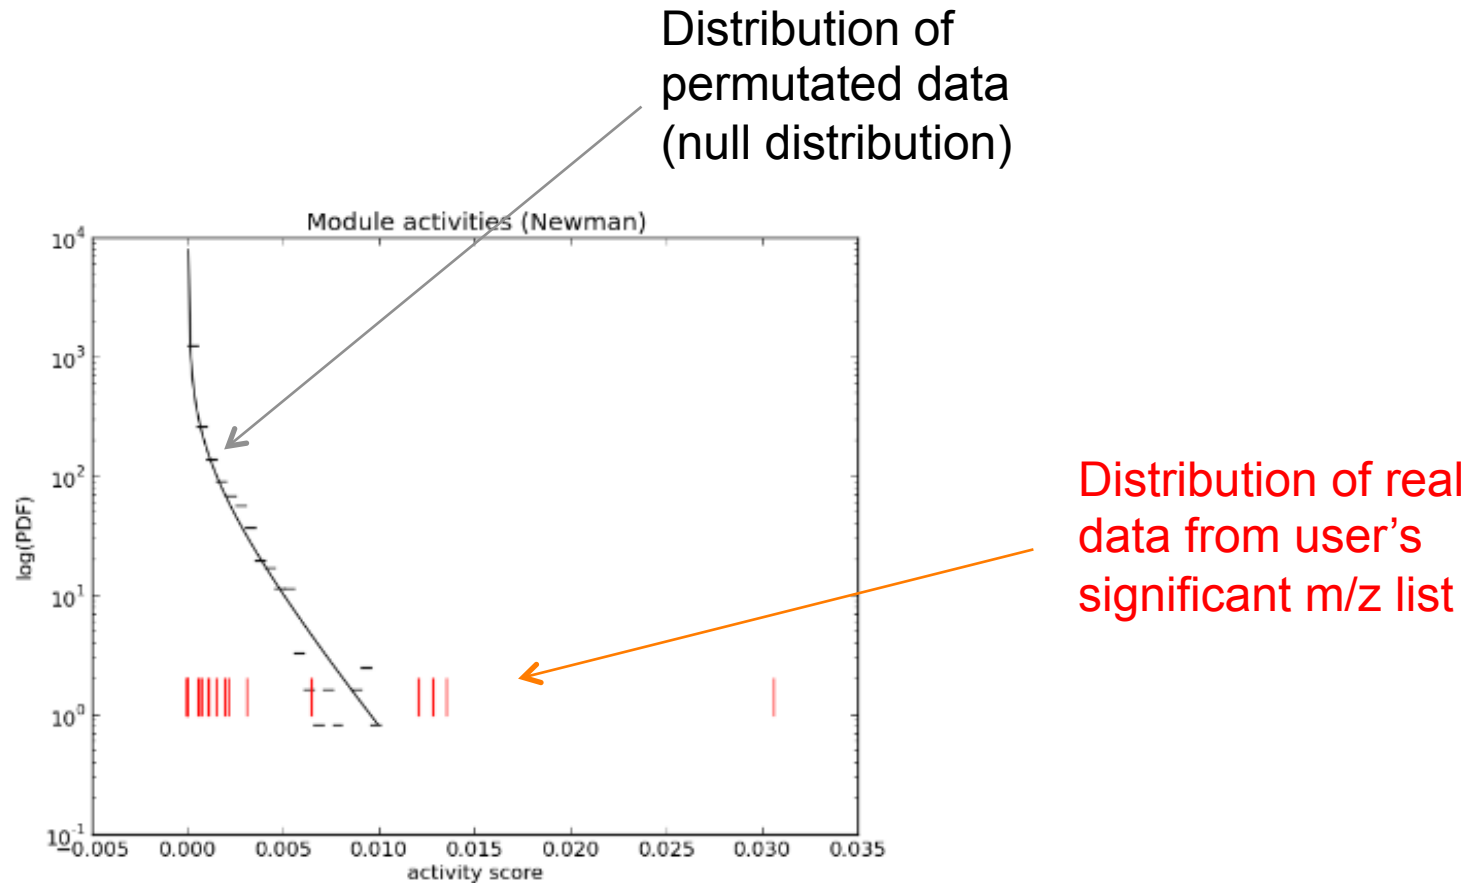 Distribution of
permutated data
(null distribution)
Module activities (Newman)
10^4
10^3
10^2
10^1
10^0
10^-1
log(PDF)
Distribution of real
data from user's
significant m/z list
−0.005 0.000 0.005 0.010 0.015 0.020 0.025 0.030 0.035
activity score